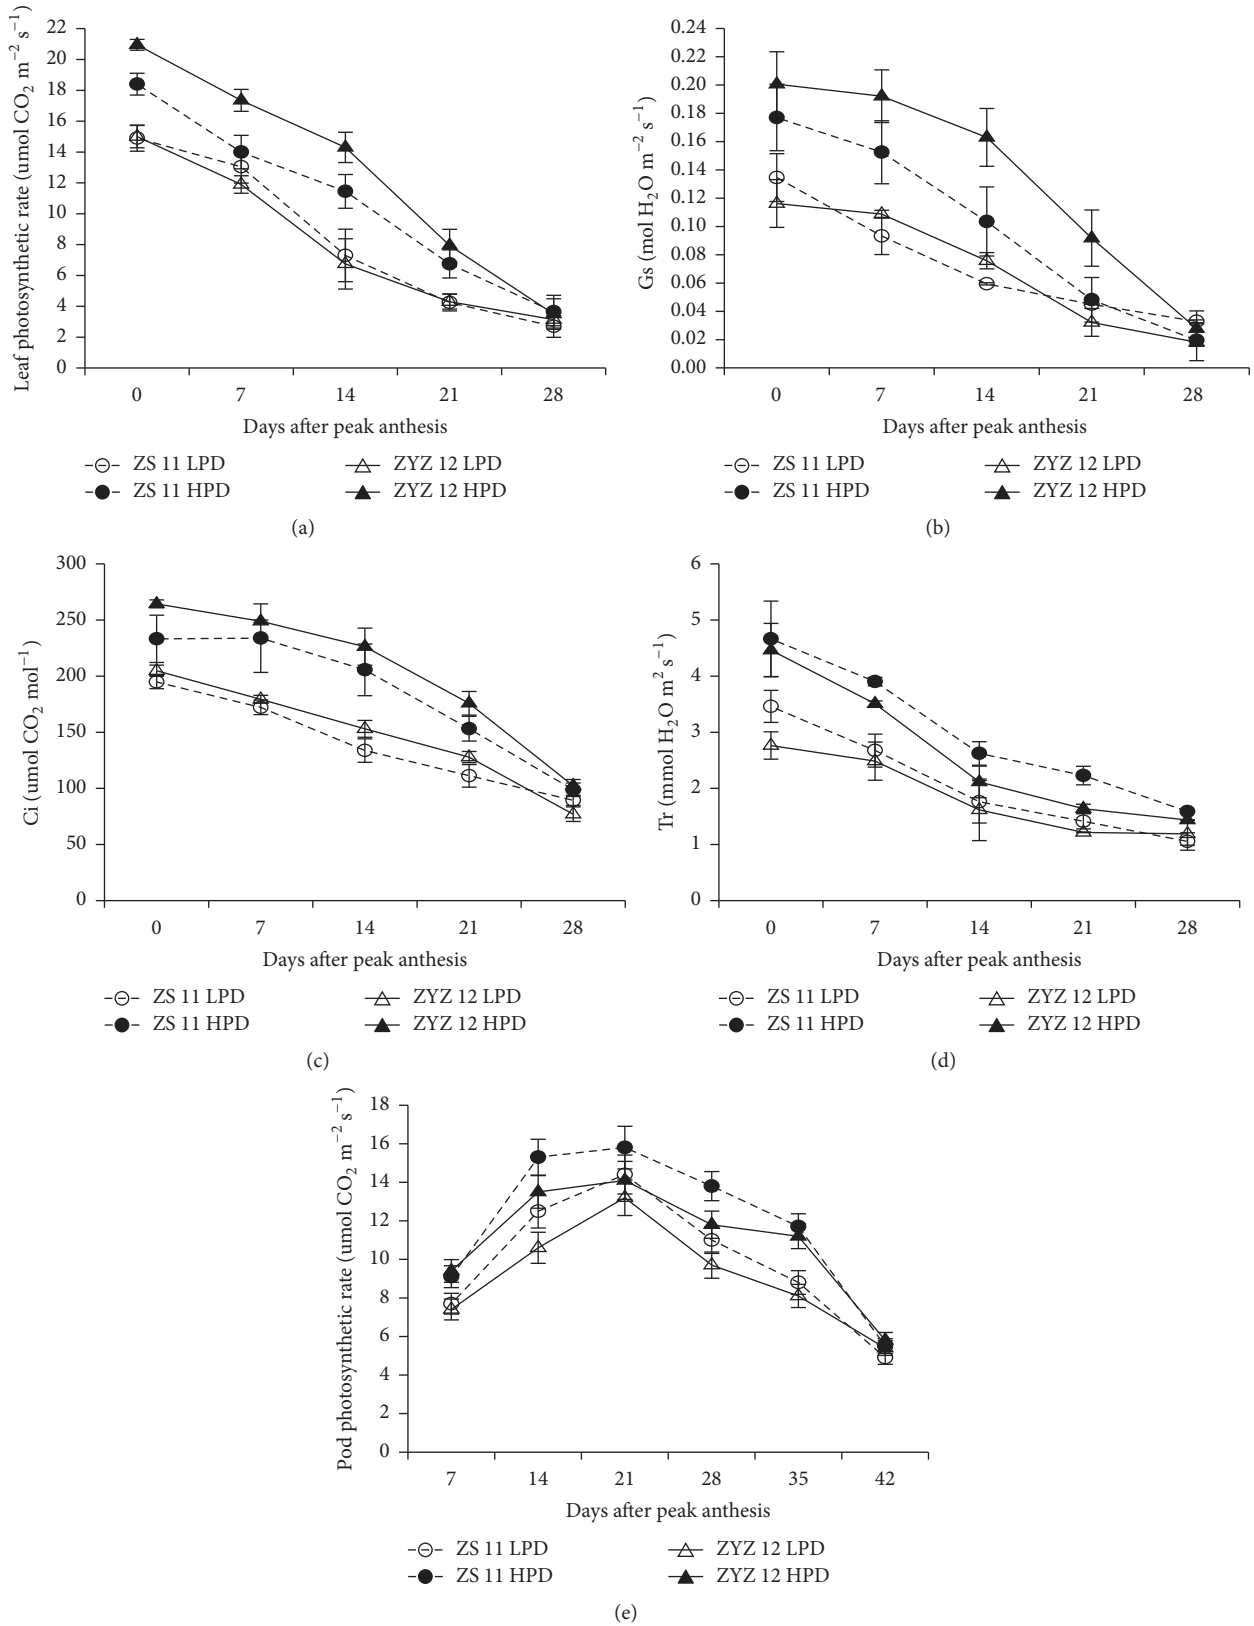 Leaf photosynthetic rate (umol CO₂ m⁻² s⁻¹)
22
20
18
16
14
12
10
8
6
4
2
0
0 7 14 21 28
Days after peak anthesis
ZS 11 LPD ZYZ 12 LPD
ZS 11 HPD ZYZ 12 HPD
(a)
Gs (mol H₂O m⁻² s⁻¹)
0.24
0.20
0.18
0.16
0.14
0.12
0.10
0.08
0.06
0.04
0.02
0.00
0 7 14 21 28
Days after peak anthesis
ZS 11 LPD ZYZ 12 LPD
ZS 11 HPD ZYZ 12 HPD
(b)
Ci (umol CO₂ mol⁻¹)
300
250
200
150
100
50
0
0 7 14 21 28
Days after peak anthesis
ZS 11 LPD ZYZ 12 LPD
ZS 11 HPD ZYZ 12 HPD
(c)
Tr (mmol H₂O m² s⁻¹)
6
5
4
3
2
1
0
0 7 14 21 28
Days after peak anthesis
ZS 11 LPD ZYZ 12 LPD
ZS 11 HPD ZYZ 12 HPD
(d)
Pod photosynthetic rate (umol CO₂ m⁻² s⁻¹)
18
16
14
12
10
8
6
4
2
0
7 14 21 28 35 42
Days after peak anthesis
ZS 11 LPD ZYZ 12 LPD
ZS 11 HPD ZYZ 12 HPD
(e)